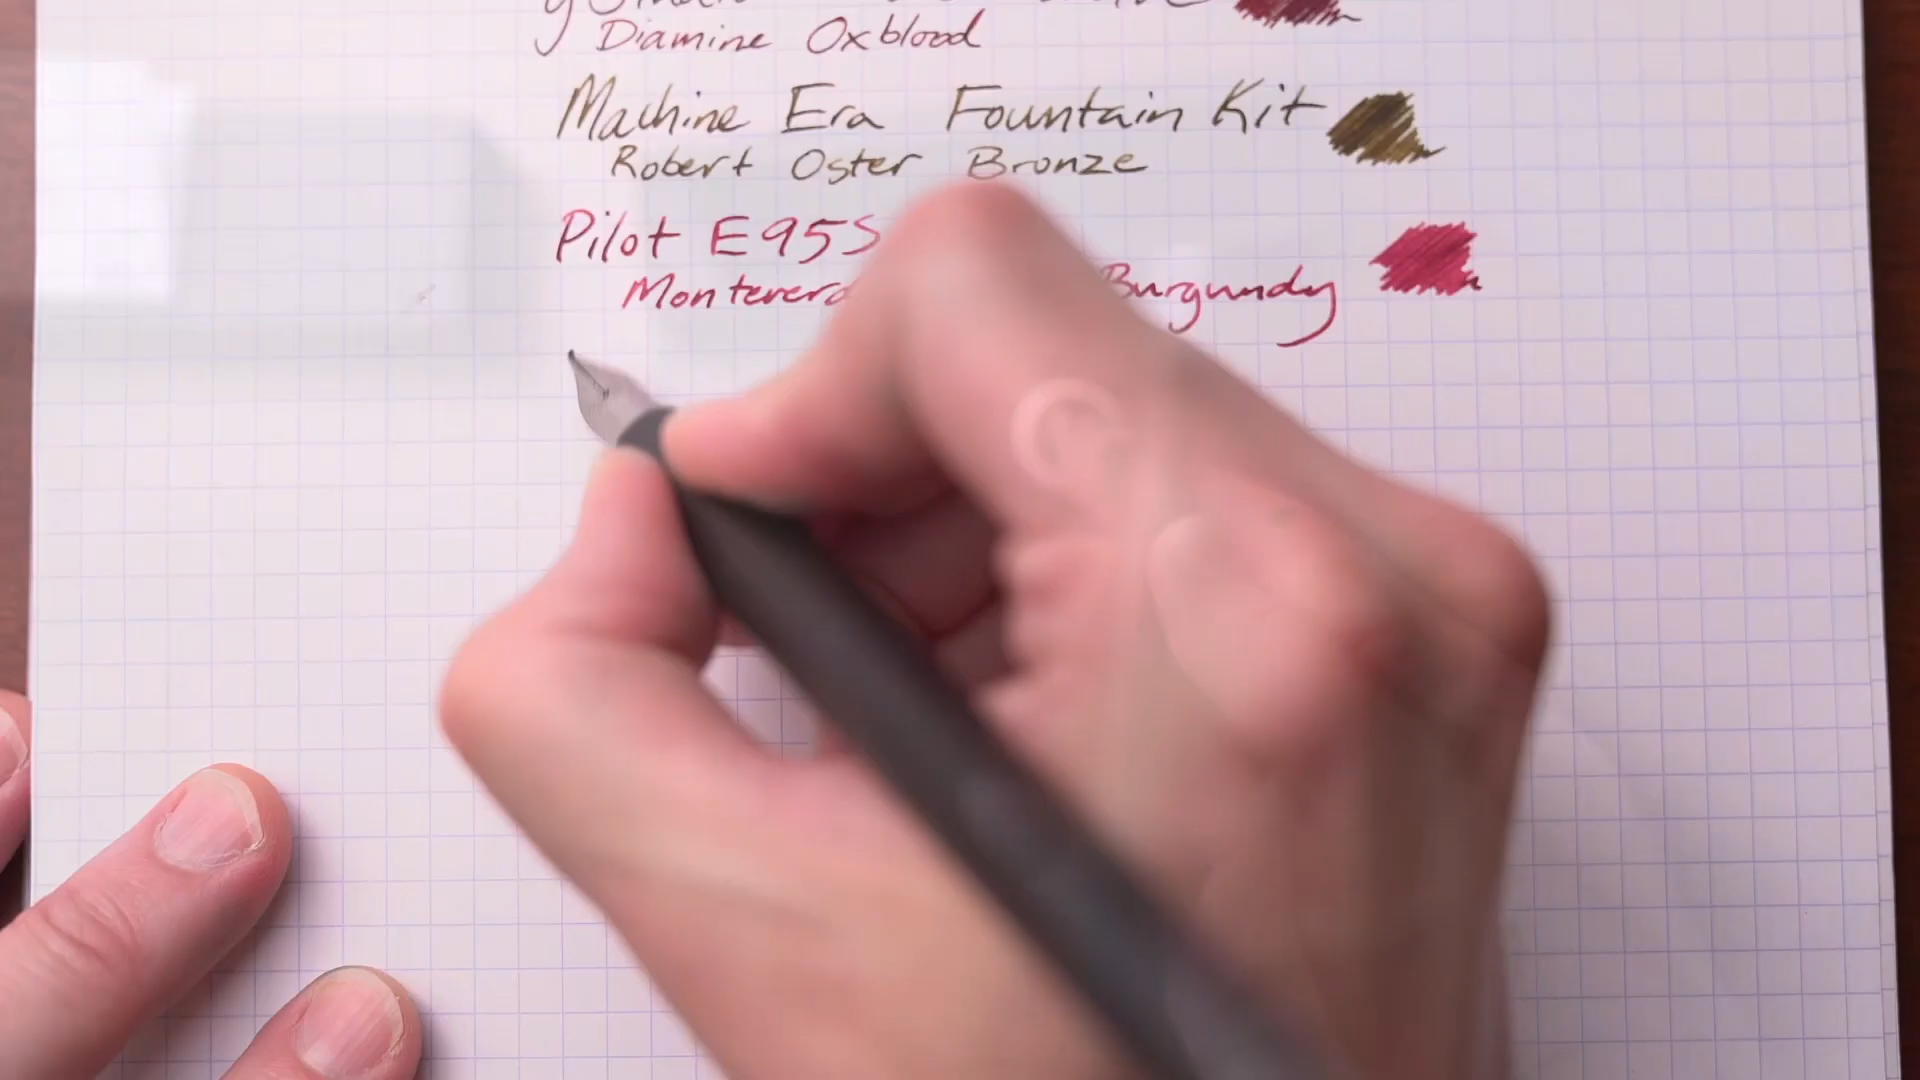 Diamine Oxblood
Machine Era Fountain Kit
Robert Oster Bronze
Pilot E95S
Burgundy